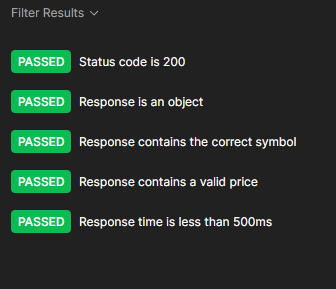 Filter Results
PASSED Status code is 200
PASSED Response is an object
PASSED Response contains the correct symbol
PASSED Response contains a valid price
PASSED Response time is less than 500ms